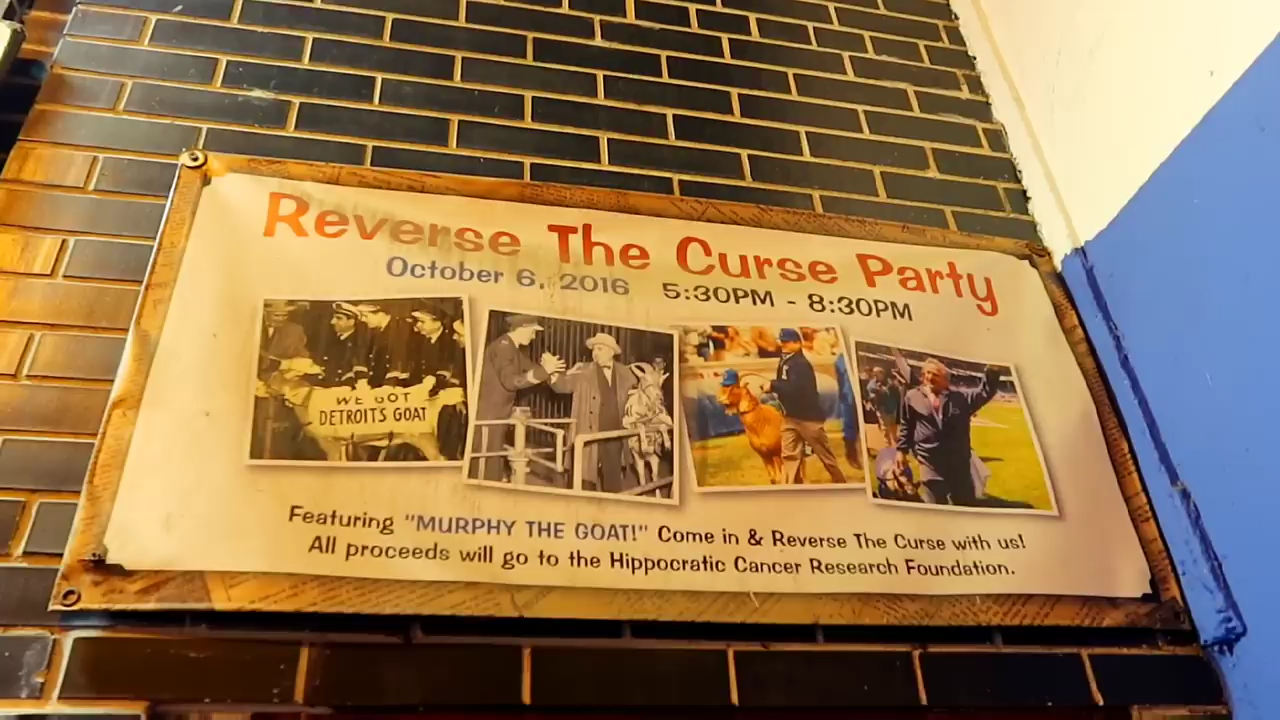 Reverse The Curse Party
October 6, 2016 5:30PM - 8:30PM
WE GOT
DETROIT'S GOAT
Featuring "MURPHY THE GOAT!" Come in & Reverse The Curse with us!
All proceeds will go to the Hippocratic Cancer Research Foundation.